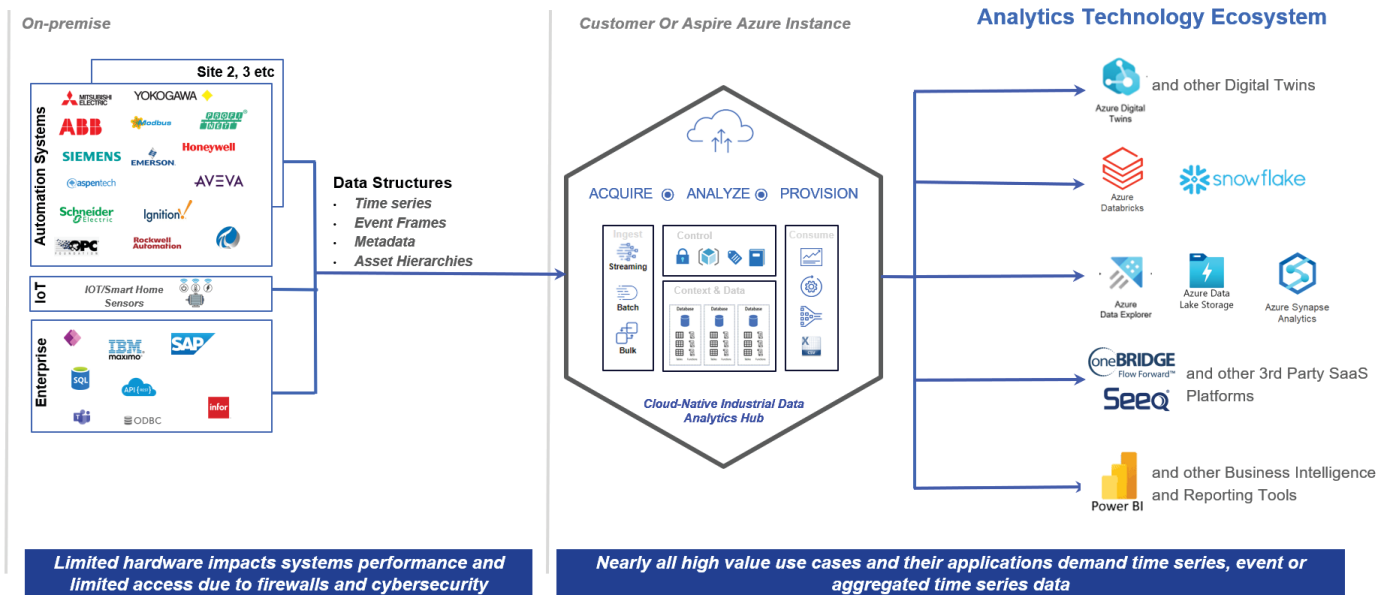 On-premise
Customer Or Aspire Azure Instance
Analytics Technology Ecosystem
Site 2, 3 etc
Automation Systems
MITSUBISHI
ELECTRIC
YOKOGAWA
ABB
Modbus
PROFI
NET
SIEMENS
EMERSON
Honeywell
aspentech
AVEVA
Schneider
Electric
Ignition
OPC
FOUNDATION
Rockwell
Automation
IoT
IOT/Smart Home
Sensors
Enterprise
IBM
maximo
SAP
SQL
API
infor
ODBC
Data Structures
· Time series
· Event Frames
· Metadata
· Asset Hierarchies
ACQUIRE
ANALYZE
PROVISION
Ingest
Streaming
Batch
Bulk
Control
Context & Data
Database
Database
Database
Consume
X
Cloud-Native Industrial Data
Analytics Hub
Azure Digital
Twins
and other Digital Twins
Azure
Databricks
snowflake
Azure
Data Explorer
Azure Data
Lake Storage
Azure Synapse
Analytics
oneBRIDGE
Flow Forward™
Seeq
and other 3rd Party SaaS
Platforms
Power BI
and other Business Intelligence
and Reporting Tools
Limited hardware impacts systems performance and
limited access due to firewalls and cybersecurity
Nearly all high value use cases and their applications demand time series, event or
aggregated time series data